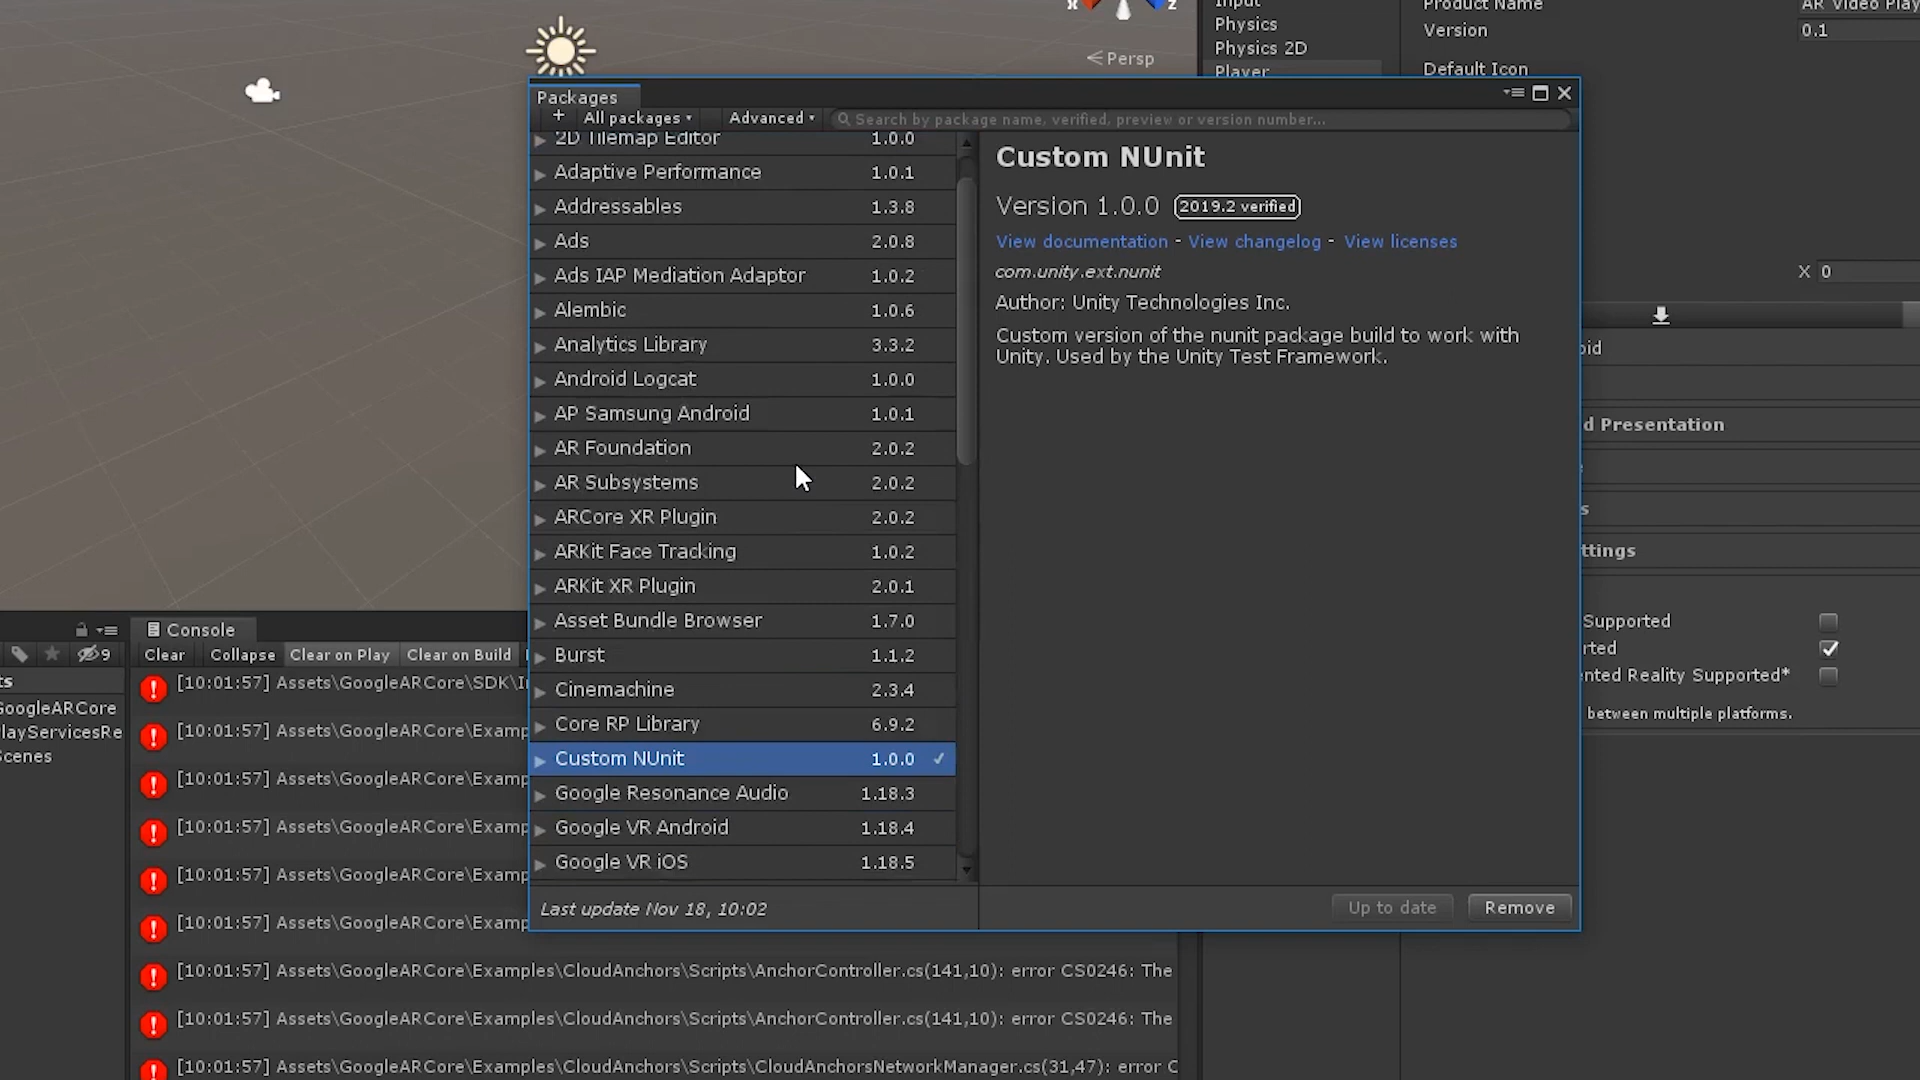 x
z
Persp
Input
Physics
Physics 2D
Player
Product Name
AR Video Play
Version
0.1
Default Icon
Packages
+ All packages Advanced Search by package name, verified, preview or version number...
2D Tilemap Editor 1.0.0
Adaptive Performance 1.0.1
Addressables 1.3.8
Ads 2.0.8
Ads IAP Mediation Adaptor 1.0.2
Alembic 1.0.6
Analytics Library 3.3.2
Android Logcat 1.0.0
AP Samsung Android 1.0.1
AR Foundation 2.0.2
AR Subsystems 2.0.2
ARCore XR Plugin 2.0.2
ARKit Face Tracking 1.0.2
ARKit XR Plugin 2.0.1
Asset Bundle Browser 1.7.0
Burst 1.1.2
Cinemachine 2.3.4
Core RP Library 6.9.2
Custom NUnit 1.0.0 ✓
Google Resonance Audio 1.18.3
Google VR Android 1.18.4
Google VR iOS 1.18.5
Last update Nov 18, 10:02
Custom NUnit
Version 1.0.0 2019.2 verified
View documentation - View changelog - View licenses
com.unity.ext.nunit
Author: Unity Technologies Inc.
Custom version of the nunit package build to work with
Unity. Used by the Unity Test Framework.
Up to date Remove
X 0
oid
d Presentation
s
ttings
Supported
rted
nted Reality Supported*
between multiple platforms.
9
ts
GoogleARCore
layServicesRe
Scenes
Console
Clear Collapse Clear on Play Clear on Build
[10:01:57] Assets\GoogleARCore\SDK\In
[10:01:57] Assets\GoogleARCore\Examp
[10:01:57] Assets\GoogleARCore\Examp
[10:01:57] Assets\GoogleARCore\Examp
[10:01:57] Assets\GoogleARCore\Examp
[10:01:57] Assets\GoogleARCore\Examp
[10:01:57] Assets\GoogleARCore\Examples\CloudAnchors\Scripts\AnchorController.cs(141,10): error CS0246: The
[10:01:57] Assets\GoogleARCore\Examples\CloudAnchors\Scripts\AnchorController.cs(141,10): error CS0246: The
[10:01:57] Assets\GoogleARCore\Examples\CloudAnchors\Scripts\CloudAnchorsNetworkManager.cs(31,47): error C